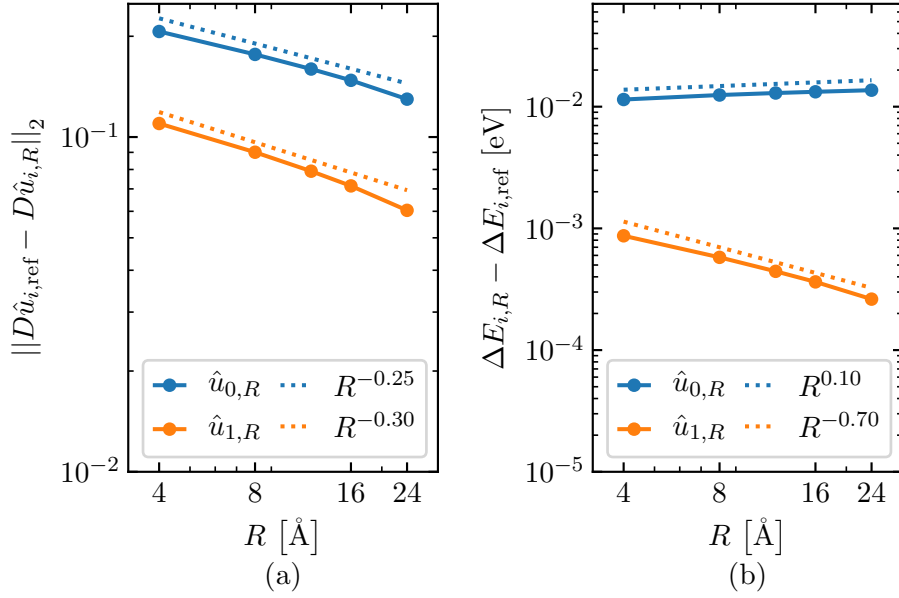 ||Dû_{i,ref} − Dû_{i,R}||_2
10^{-1}
10^{-2}
û_{0,R} R^{-0.25}
û_{1,R} R^{-0.30}
4 8 16 24
R [Å]
(a)
ΔE_{i,R} − ΔE_{i,ref} [eV]
10^{-1}
10^{-2}
10^{-3}
10^{-4}
10^{-5}
û_{0,R} R^{0.10}
û_{1,R} R^{-0.70}
4 8 16 24
R [Å]
(b)